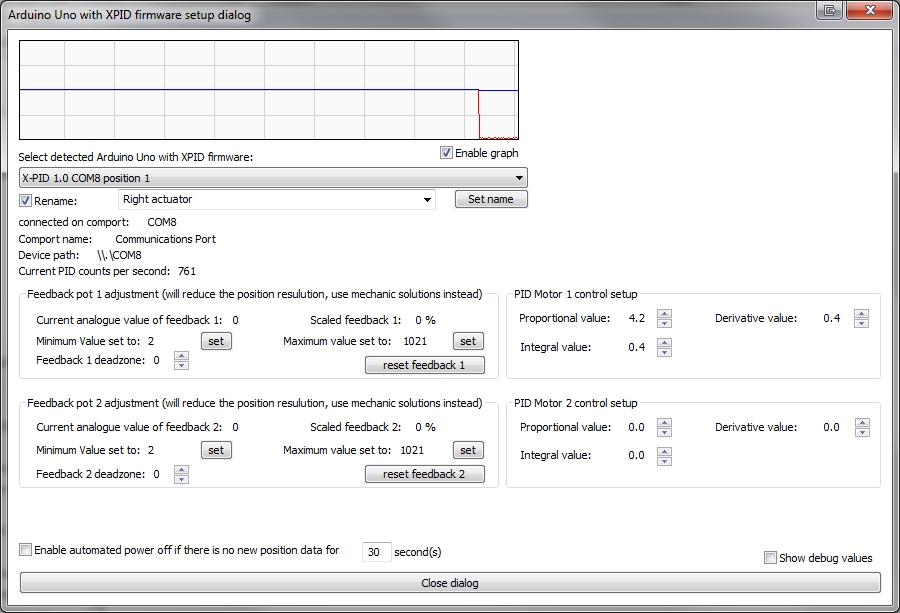 Arduino Uno with XPID firmware setup dialog
Enable graph
Select detected Arduino Uno with XPID firmware:
X-PID 1.0 COM8 position 1
Rename: Right actuator Set name
connected on comport: COM8
Comport name: Communications Port
Device path: \\.\COM8
Current PID counts per second: 761
Feedback pot 1 adjustment (will reduce the position resulution, use mechanic solutions instead)
Current analogue value of feedback 1: 0 Scaled feedback 1: 0 %
Minimum Value set to: 2 set Maximum value set to: 1021 set
Feedback 1 deadzone: 0 reset feedback 1
PID Motor 1 control setup
Proportional value: 4.2 Derivative value: 0.4
Integral value: 0.4
Feedback pot 2 adjustment (will reduce the position resulution, use mechanic solutions instead)
Current analogue value of feedback 2: 0 Scaled feedback 2: 0 %
Minimum Value set to: 2 set Maximum value set to: 1021 set
Feedback 2 deadzone: 0 reset feedback 2
PID Motor 2 control setup
Proportional value: 0.0 Derivative value: 0.0
Integral value: 0.0
Enable automated power off if there is no new position data for 30 second(s)
Show debug values
Close dialog